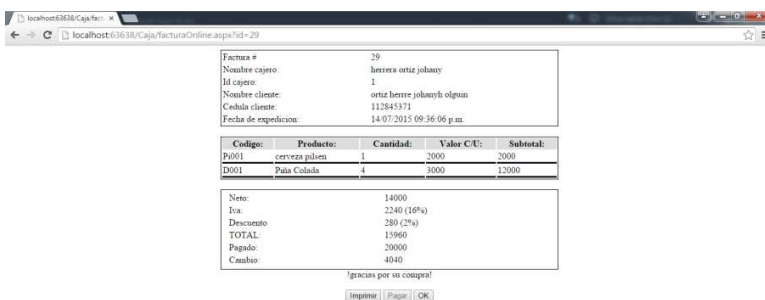 localhost:63638/Caja/fact
localhost:63638/Caja/facturaOnline.aspx?id=29
Factura # 29
Nombre cajero: herrera ortiz johany
Id cajero: 1
Nombre cliente: ortiz herrre johanyh olguin
Cedula cliente: 112845371
Fecha de expedicion: 14/07/2015 09:36:06 p.m.
Codigo: Producto: Cantidad: Valor C/U: Subtotal:
Pi001 cerveza pilsen 1 2000 2000
D001 Piña Colada 4 3000 12000
Neto: 14000
Iva: 2240 (16%)
Descuento 280 (2%)
TOTAL: 15960
Pagado: 20000
Cambio: 4040
!gracias por su compra!
Imprimir Pagar OK